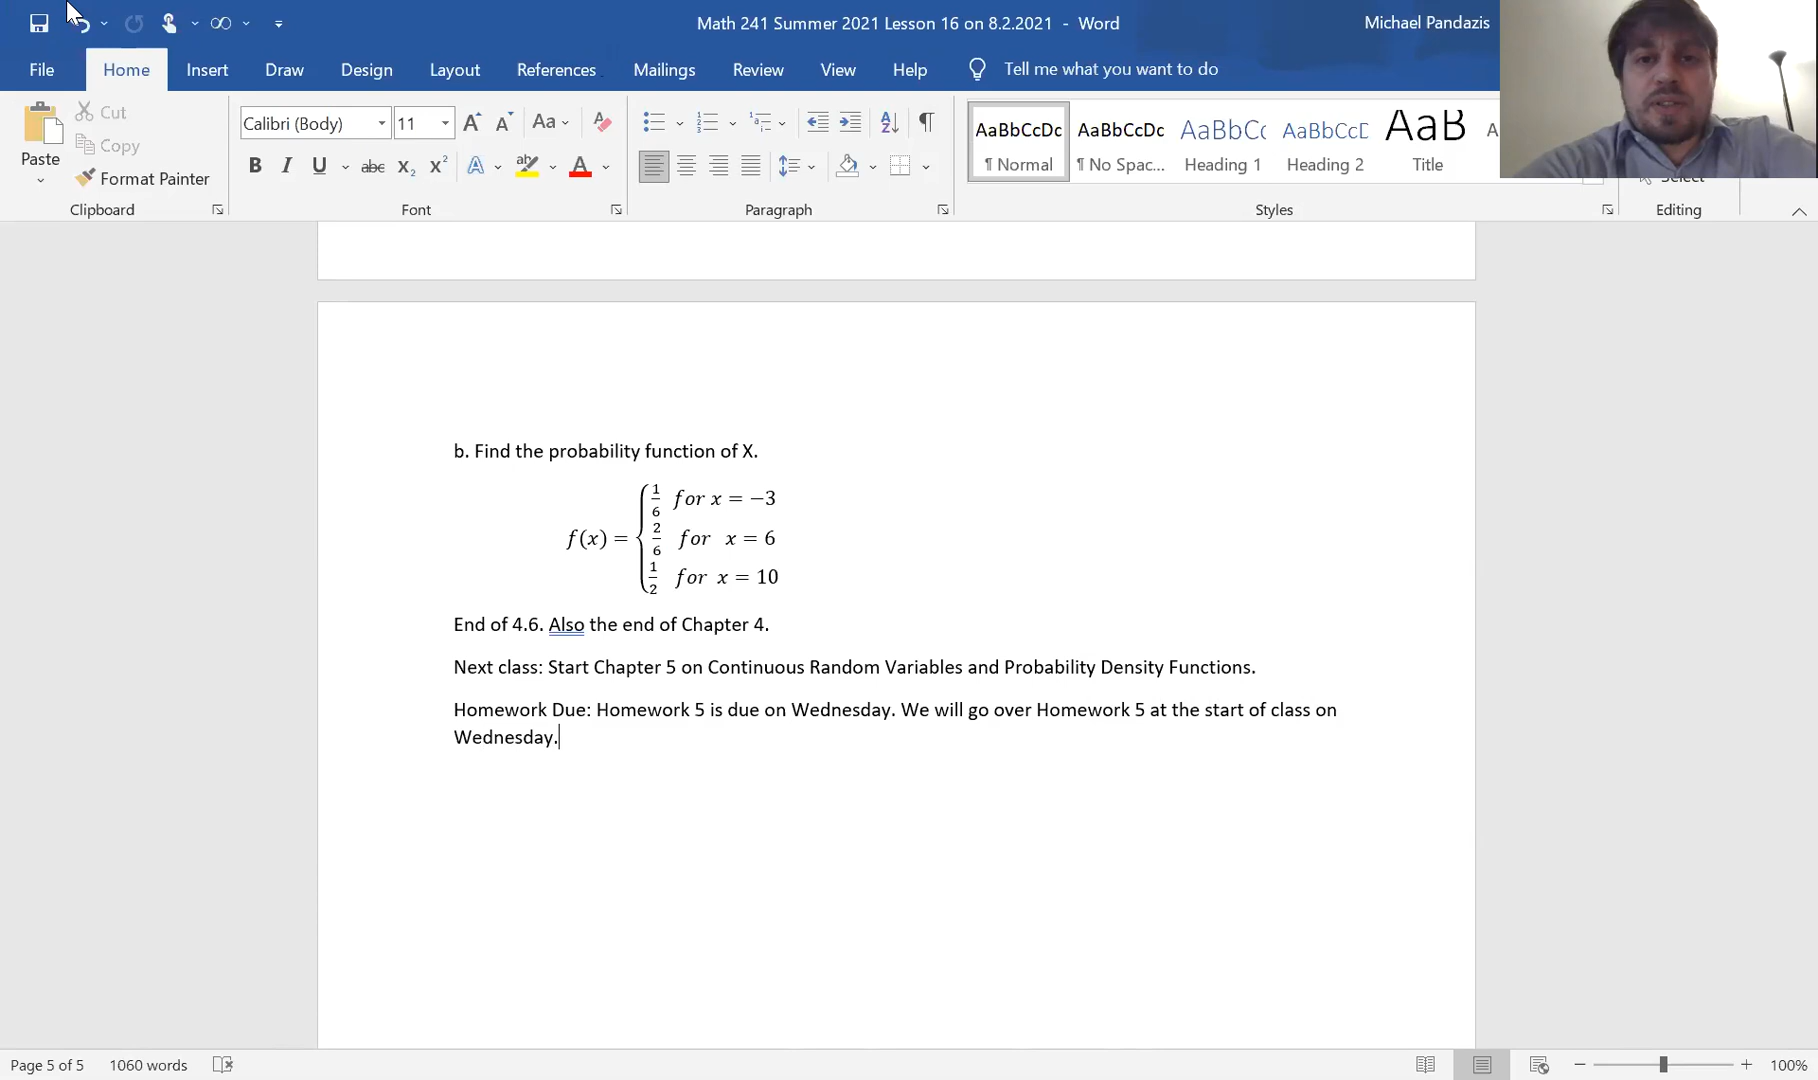 Math 241 Summer 2021 Lesson 16 on 8.2.2021 - Word
Michael Pandazis
File Home Insert Draw Design Layout References Mailings Review View Help Tell me what you want to do
Cut
Copy
Paste
Format Painter
Clipboard
Calibri (Body) 11 Aa
B I U abc X₂ X² A ab A
Font
Paragraph
AaBbCcDc AaBbCcDc AaBbCc AaBbCcD AaB
¶ Normal ¶ No Spac... Heading 1 Heading 2 Title
Styles
Select
Editing
b. Find the probability function of X.
1/6 for x = −3
f(x) = { 2/6 for x = 6
1/2 for x = 10
End of 4.6. Also the end of Chapter 4.
Next class: Start Chapter 5 on Continuous Random Variables and Probability Density Functions.
Homework Due: Homework 5 is due on Wednesday. We will go over Homework 5 at the start of class on
Wednesday.
Page 5 of 5 1060 words 100%